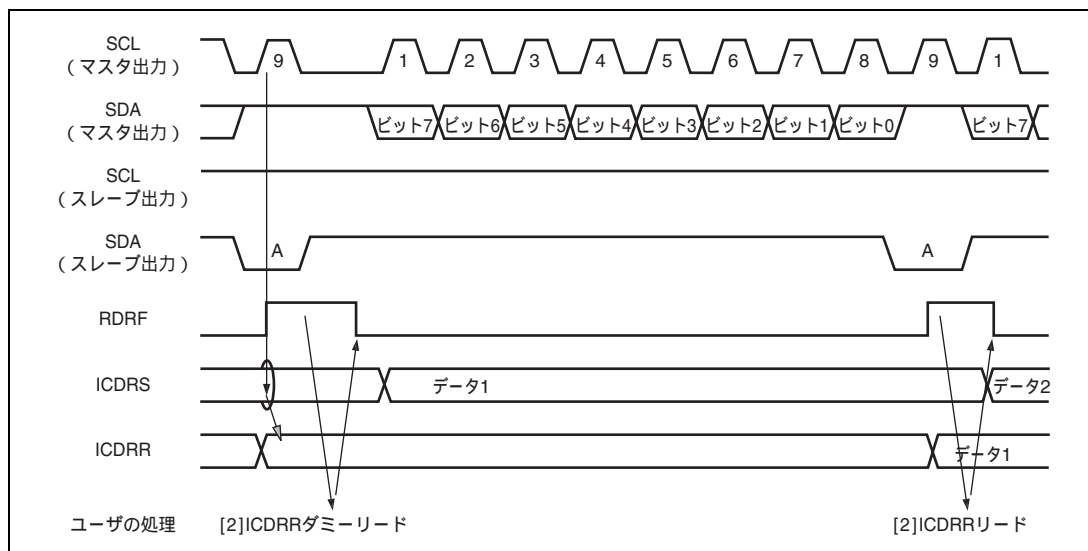 SCL
（マスタ出力）
9 1 2 3 4 5 6 7 8 9 1
SDA
（マスタ出力）
ビット7 ビット6 ビット5 ビット4 ビット3 ビット2 ビット1 ビット0 ビット7
SCL
（スレーブ出力）
SDA
（スレーブ出力）
A A
RDRF
ICDRS
データ1 データ2
ICDRR
データ1
ユーザの処理 [2]ICDRRダミーリード [2]ICDRRリード